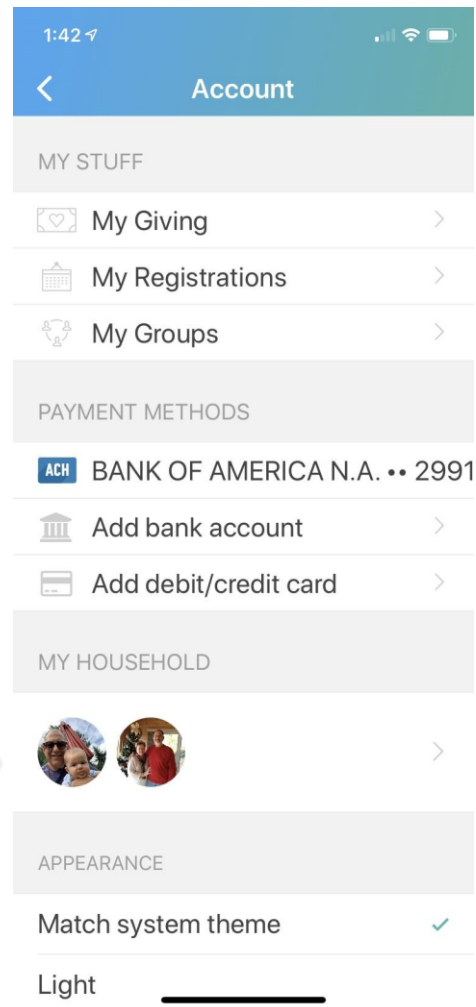 1:42
Account
MY STUFF
My Giving
My Registrations
My Groups
PAYMENT METHODS
ACH BANK OF AMERICA N.A. •• 2991
Add bank account
Add debit/credit card
MY HOUSEHOLD
APPEARANCE
Match system theme
Light